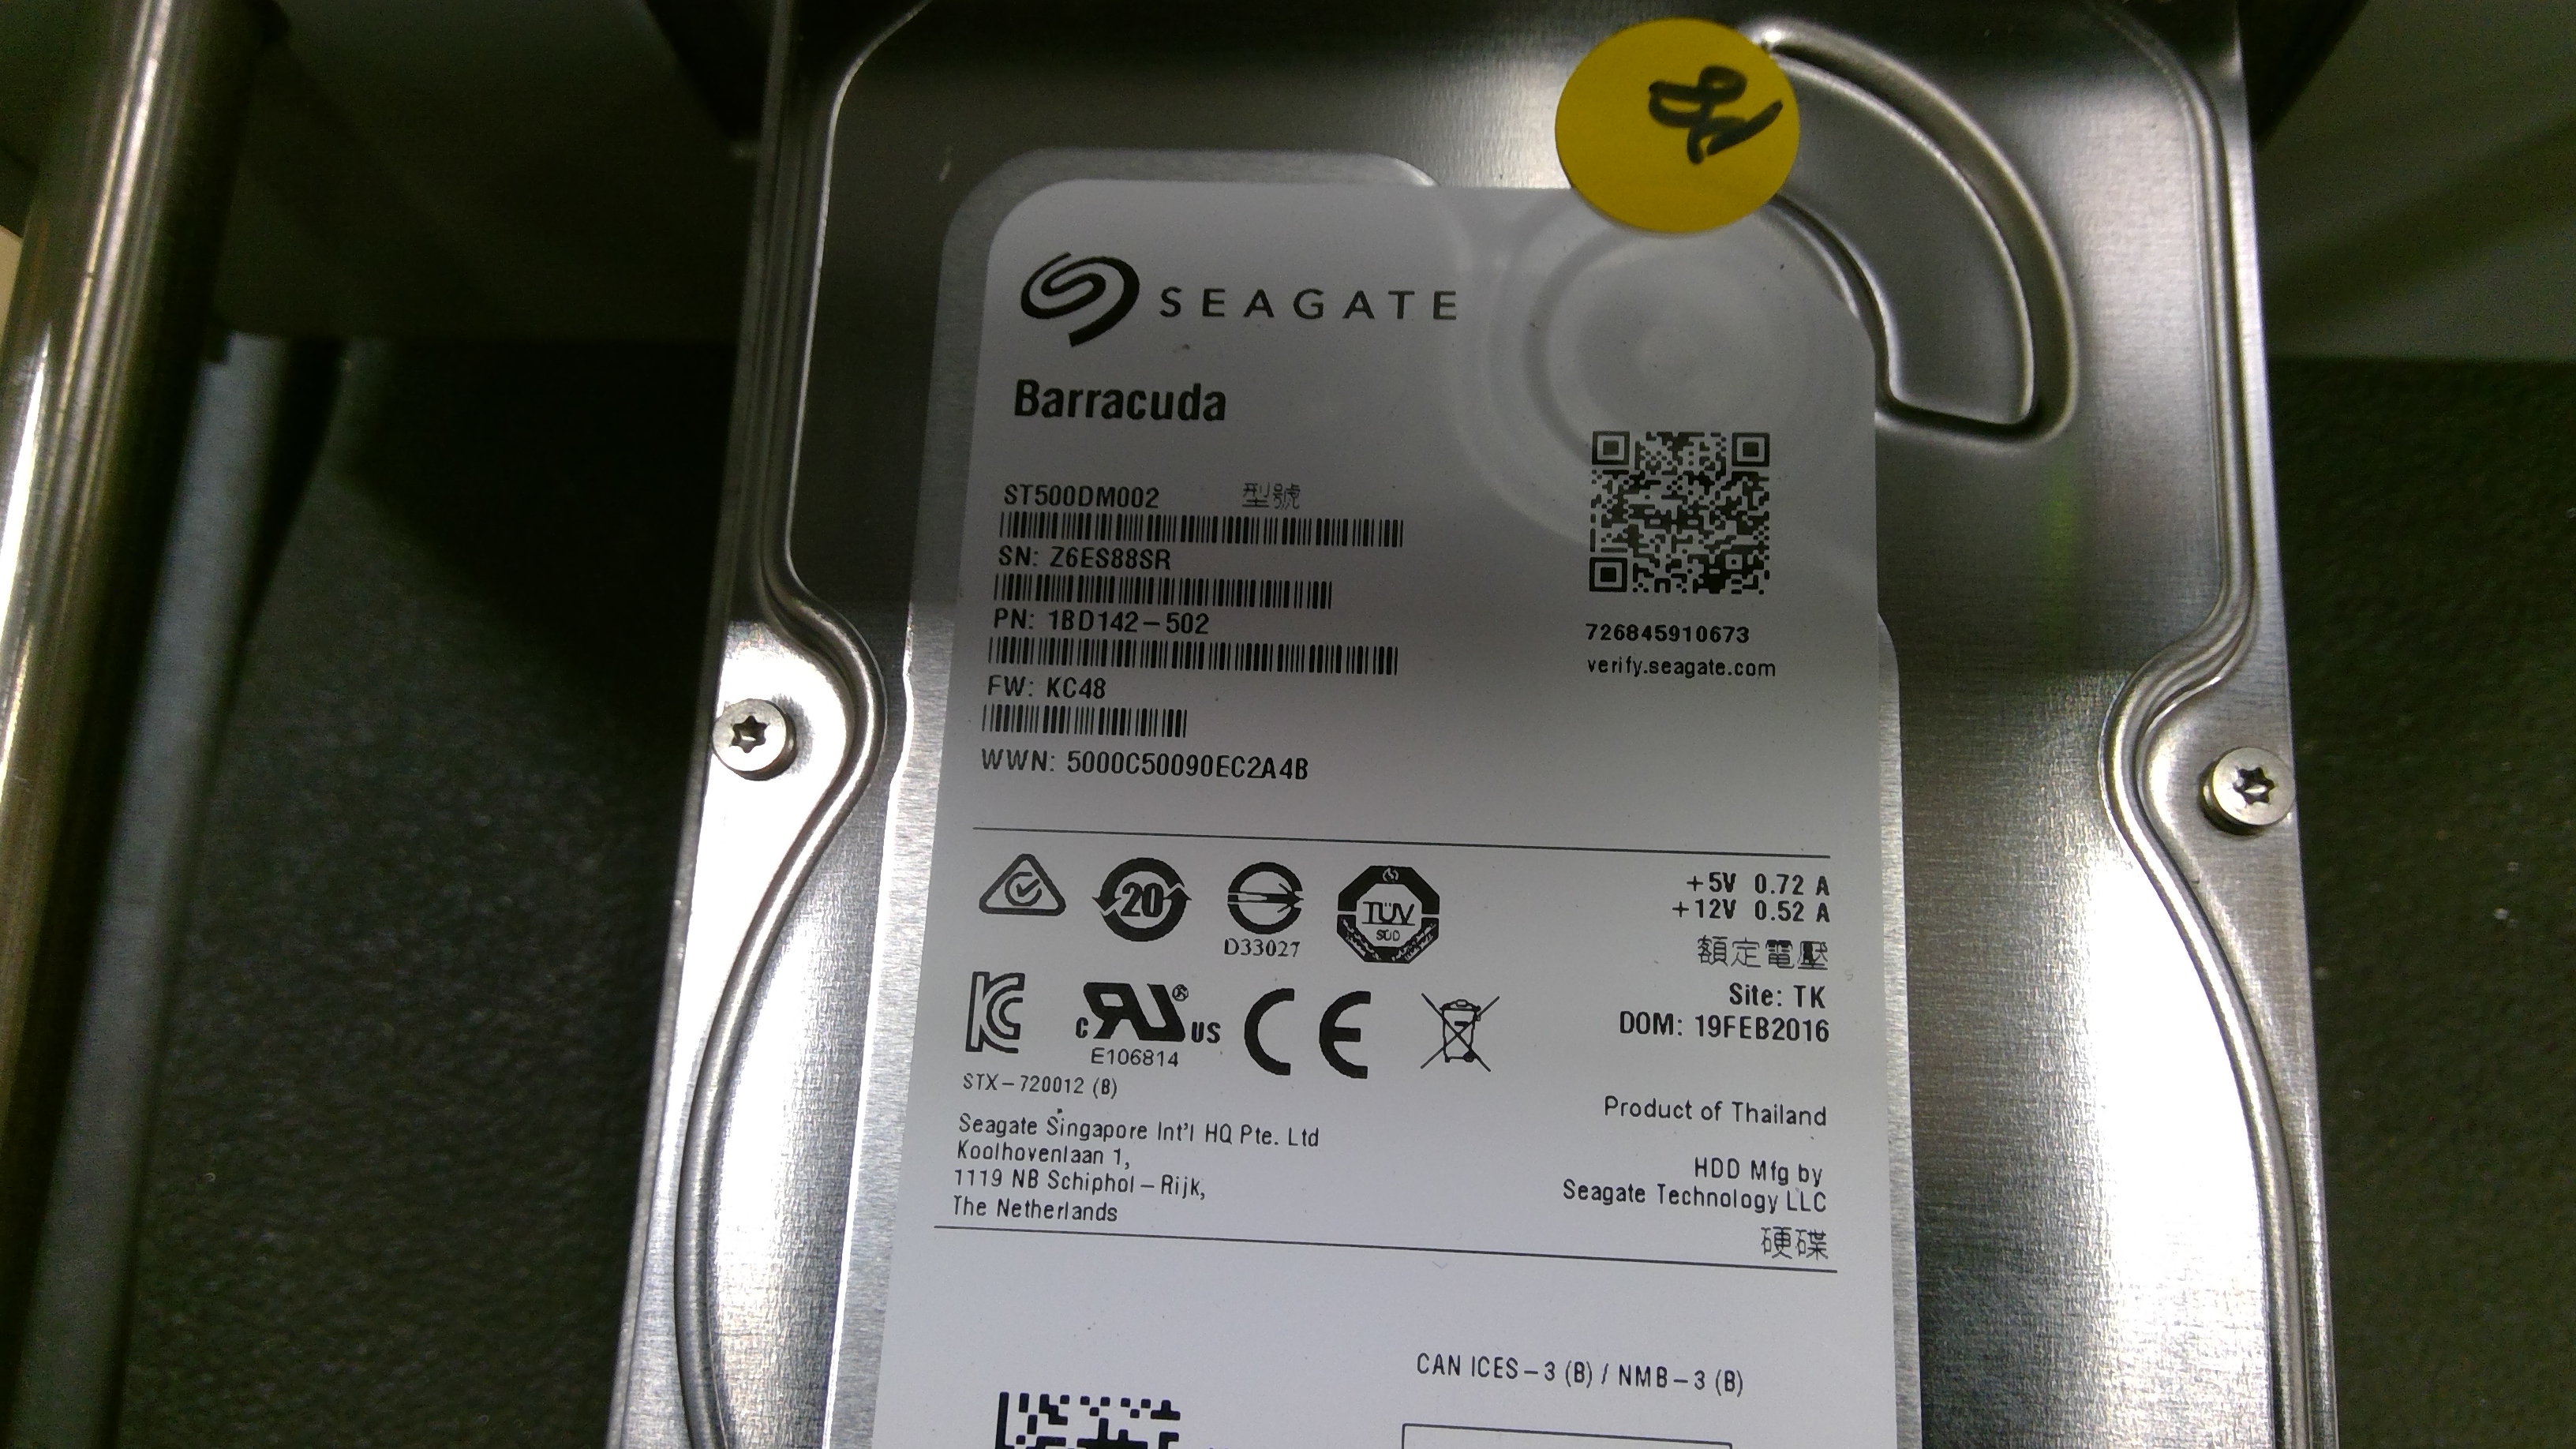 SEAGATE
Barracuda
ST500DM002 型號
SN: Z6ES88SR
PN: 1BD142-502
FW: KC48
WWN: 5000C50090EC2A4B
726845910673
verify.seagate.com
20
D33027
TÜV
SÜD
+5V 0.72 A
+12V 0.52 A
額定電壓
Site: TK
DOM: 19FEB2016
c RU ® US
E106814
CE
STX-720012 (B)
Seagate Singapore Int'l HQ Pte. Ltd
Koolhovenlaan 1,
1119 NB Schiphol-Rijk,
The Netherlands
Product of Thailand
HDD Mfg by
Seagate Technology LLC
硬碟
CAN ICES-3 (B) / NMB-3 (B)